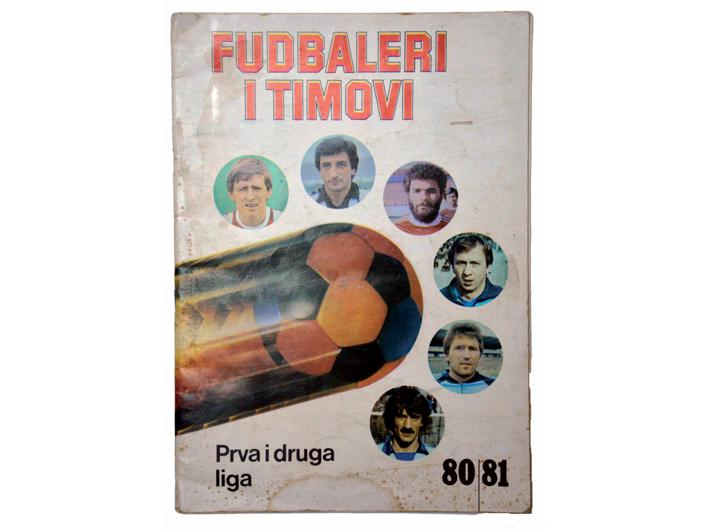 FUDBALERI
I TIMOVI
Prva i druga
liga
80|81